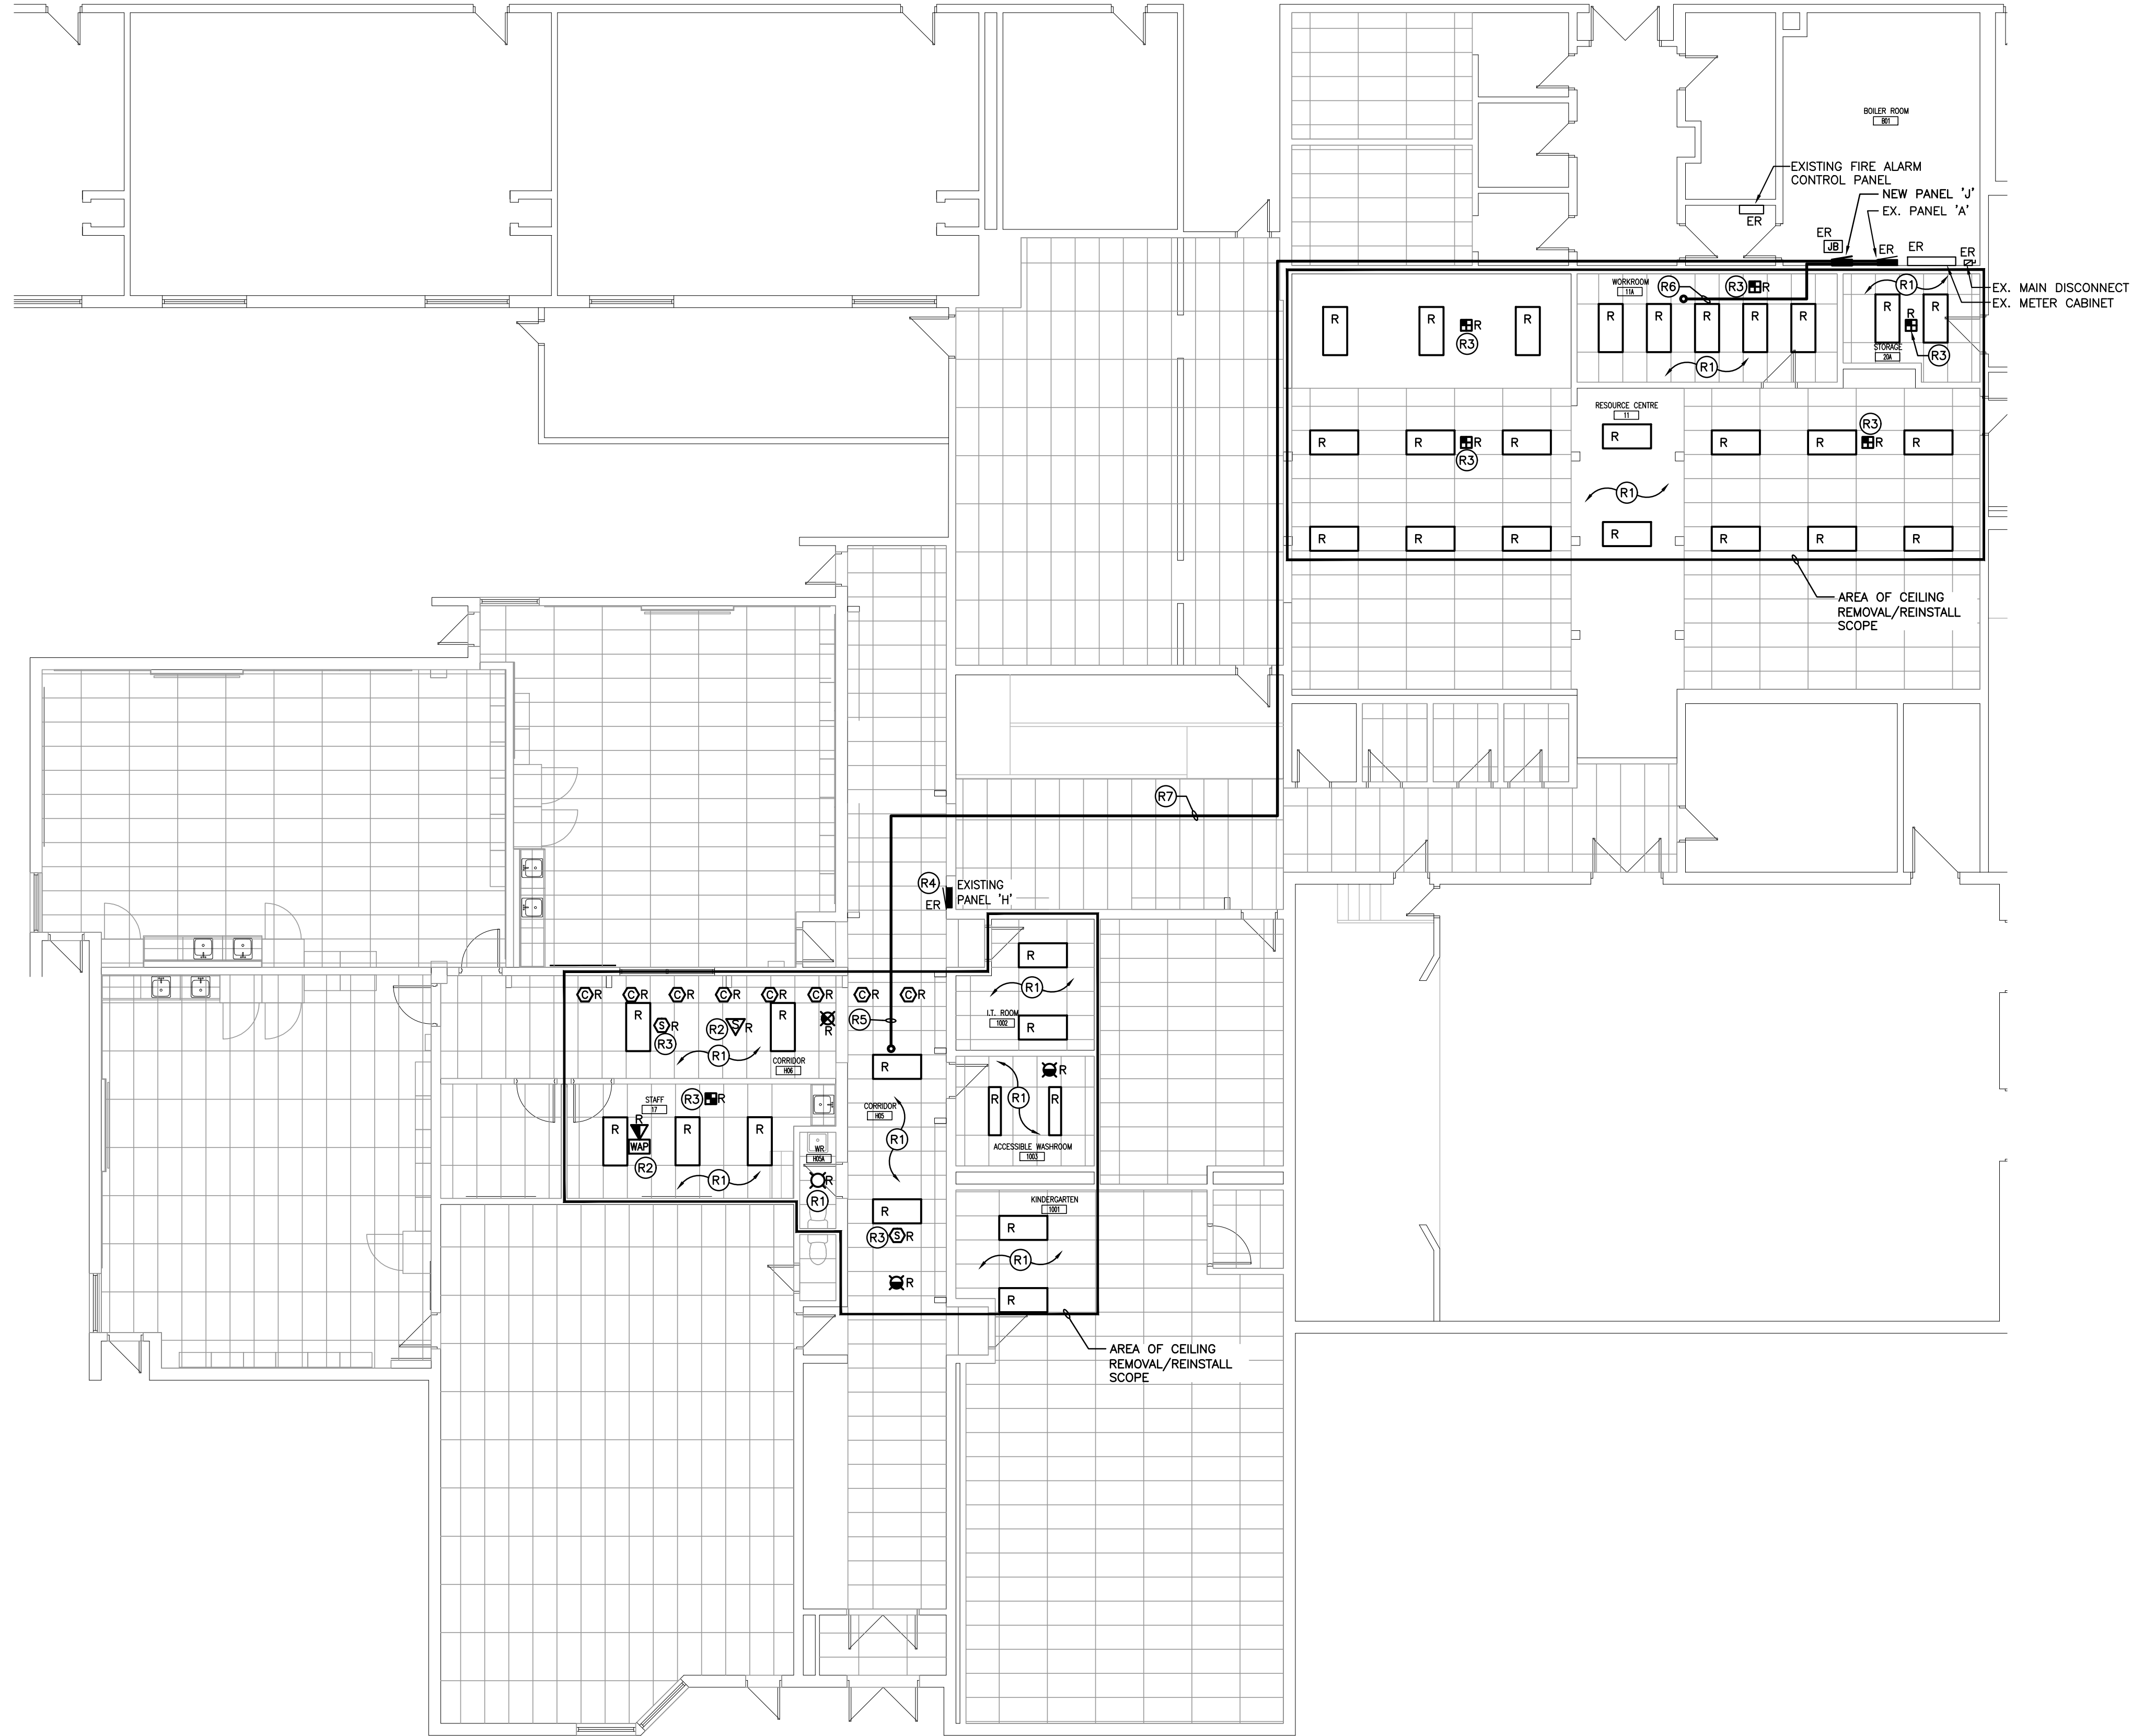 BOILER ROOM
B01
EXISTING FIRE ALARM
CONTROL PANEL
NEW PANEL 'J'
EX. PANEL 'A'
ER
ER
JB
ER
ER
ER
EX. MAIN DISCONNECT
EX. METER CABINET
WORKROOM
11A
R6
R3 R
R1
R R R
R
R3
R R R R R
R1
R R
R
STORAGE
20A
R3
RESOURCE CENTRE
11
R
R R R
R
R3
R3
R
R R R
R1
R R R
R
R R R
AREA OF CEILING
REMOVAL/REINSTALL
SCOPE
R7
R4
EXISTING
PANEL 'H'
ER
R
R1
I.T. ROOM
1002
R
C R C R C R C R C R C R C R C R
R
S R
R3
R2 S R
R
R
R5
R1
CORRIDOR
H06
R
R
R1
R R
ACCESSIBLE WASHROOM
1003
STAFF
17
R3 R
R
WAP
R2
R R R
R1
CORRIDOR
H05
R1
WR
H05A
R
R1
R
R3 S R
R
KINDERGARTEN
1001
R
R1
R
AREA OF CEILING
REMOVAL/REINSTALL
SCOPE